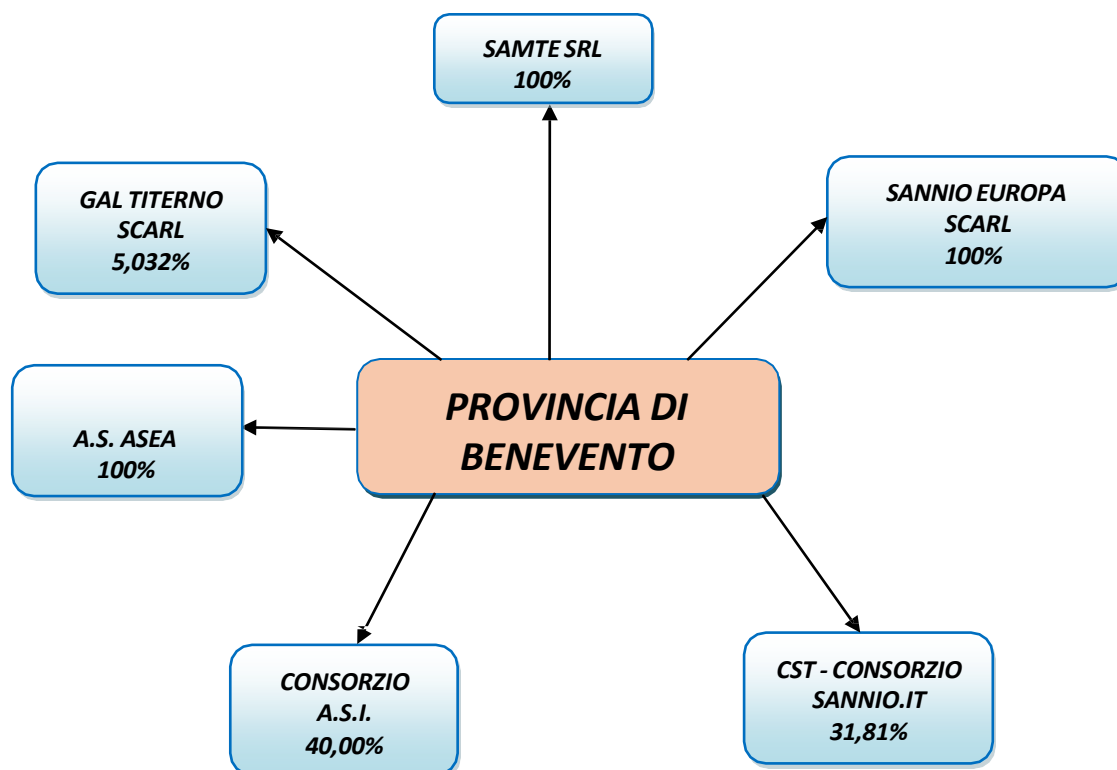 SAMTE SRL
100%
GAL TITERNO
SCARL
5,032%
SANNIO EUROPA
SCARL
100%
A.S. ASEA
100%
PROVINCIA DI
BENEVENTO
CONSORZIO
A.S.I.
40,00%
CST - CONSORZIO
SANNIO.IT
31,81%